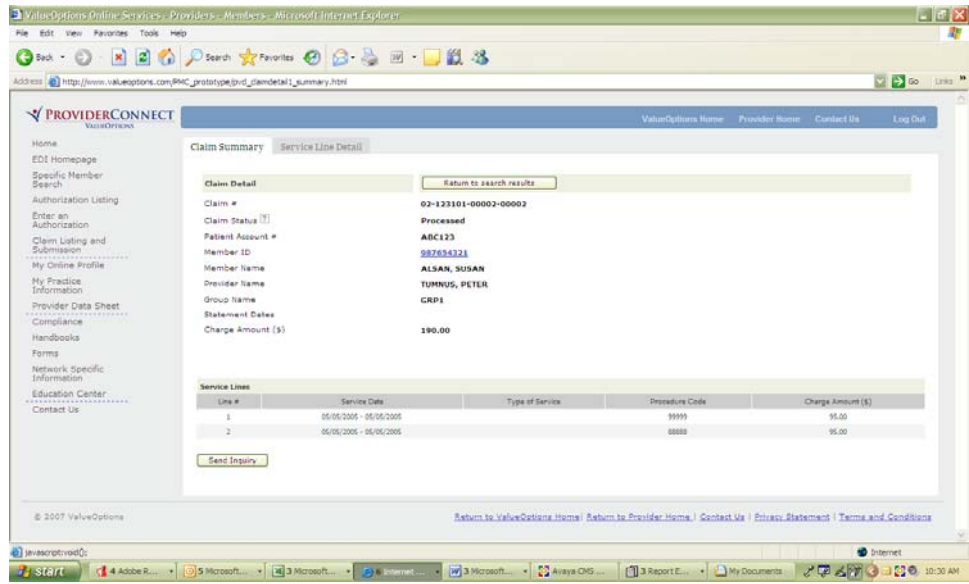 ValueOptions Online Services - Providers - Members - Microsoft Internet Explorer
File Edit View Favorites Tools Help
Back Search Favorites
Address http://www.valueoptions.com/PMC_prototype/pvd_claimdetail1_summary.html Go Links
PROVIDERCONNECT
VALUEOPTIONS
ValueOptions Home Provider Home Contact Us Log Out
Home
EDI Homepage
Specific Member
Search
Authorization Listing
Enter an
Authorization
Claim Listing and
Submission
My Online Profile
My Practice
Information
Provider Data Sheet
Compliance
Handbooks
Forms
Network Specific
Information
Education Center
Contact Us
Claim Summary Service Line Detail
Claim Detail Return to search results
Claim # 02-123101-00002-00002
Claim Status ? Processed
Patient Account # ABC123
Member ID 987654321
Member Name ALSAN, SUSAN
Provider Name TUMNUS, PETER
Group Name GRP1
Statement Dates
Charge Amount ($) 190.00
Service Lines
Line # Service Date Type of Service Procedure Code Charge Amount ($)
1 05/05/2005 - 05/05/2005 99999 95.00
2 05/05/2005 - 05/05/2005 88888 95.00
Send Inquiry
© 2007 ValueOptions Return to ValueOptions Home | Return to Provider Home | Contact Us | Privacy Statement | Terms and Conditions
javascript:void(); Internet
start 4 Adobe R... 5 Microsoft... 3 Microsoft... 6 Internet ... 3 Microsoft... Avaya CMS ... 3 Report E... My Documents 10:30 AM